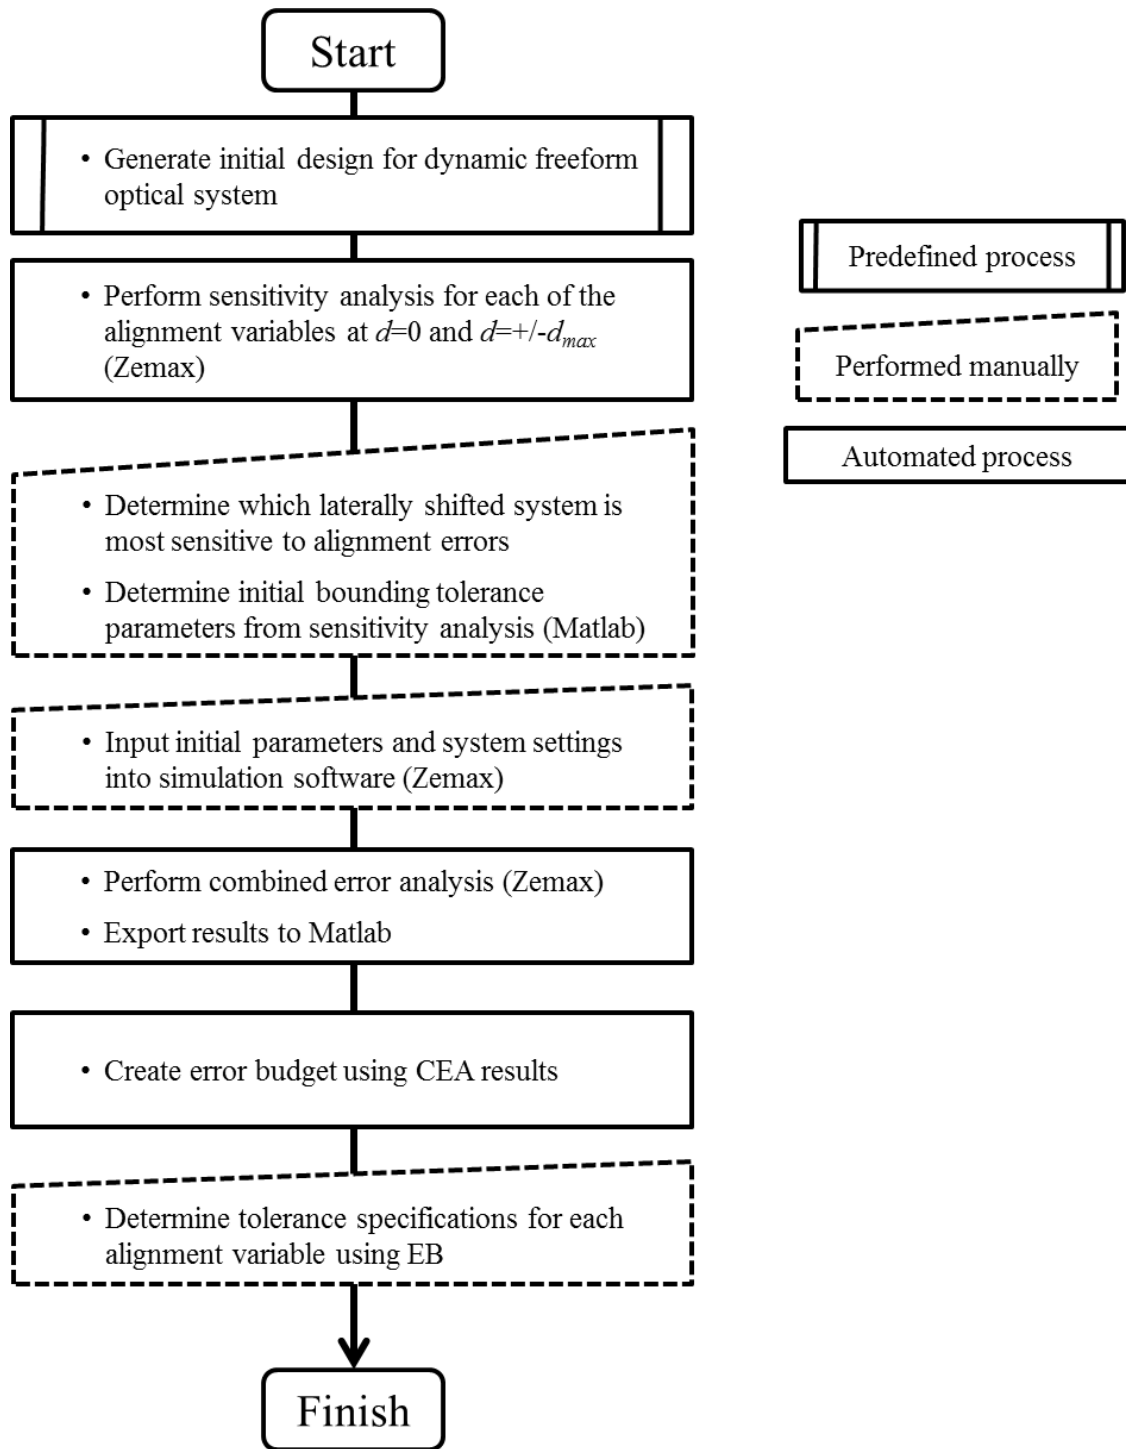 Start
• Generate initial design for dynamic freeform
optical system
• Perform sensitivity analysis for each of the
alignment variables at d=0 and d=+/-dmax
(Zemax)
• Determine which laterally shifted system is
most sensitive to alignment errors
• Determine initial bounding tolerance
parameters from sensitivity analysis (Matlab)
• Input initial parameters and system settings
into simulation software (Zemax)
• Perform combined error analysis (Zemax)
• Export results to Matlab
• Create error budget using CEA results
• Determine tolerance specifications for each
alignment variable using EB
Finish
Predefined process
Performed manually
Automated process